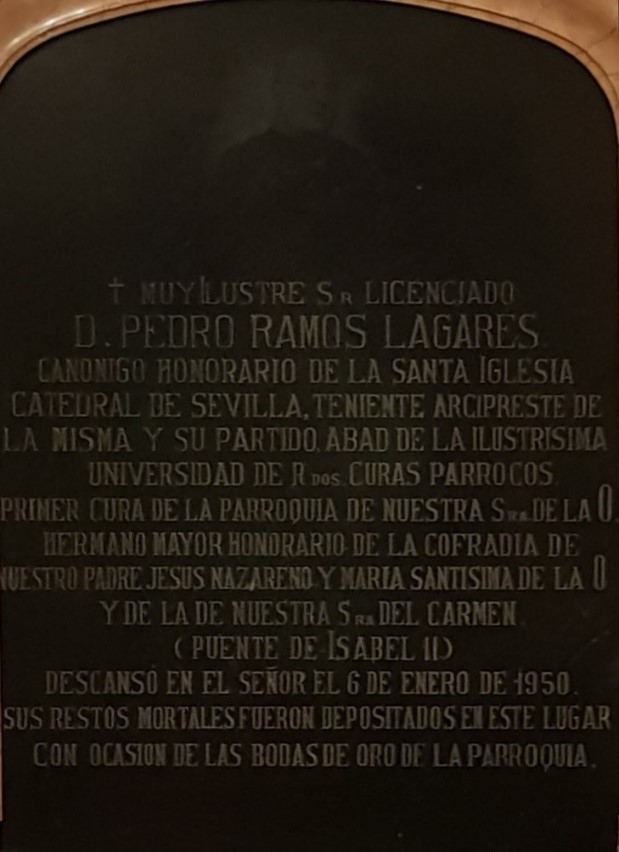 † MUY ILUSTRE SR LICENCIADO
D. PEDRO RAMOS LAGARES
CANONIGO HONORARIO DE LA SANTA IGLESIA
CATEDRAL DE SEVILLA, TENIENTE ARCIPRESTE DE
LA MISMA Y SU PARTIDO, ABAD DE LA ILUSTRISIMA
UNIVERSIDAD DE RDOS. CURAS PARROCOS
PRIMER CURA DE LA PARROQUIA DE NUESTRA SRA. DE LA O,
HERMANO MAYOR HONORARIO DE LA COFRADIA DE
NUESTRO PADRE JESUS NAZARENO Y MARIA SANTISIMA DE LA O
Y DE LA DE NUESTRA SRA DEL CARMEN
(PUENTE DE ISABEL II)
DESCANSÓ EN EL SEÑOR EL 6 DE ENERO DE 1950.
SUS RESTOS MORTALES FUERON DEPOSITADOS EN ESTE LUGAR
CON OCASION DE LAS BODAS DE ORO DE LA PARROQUIA.